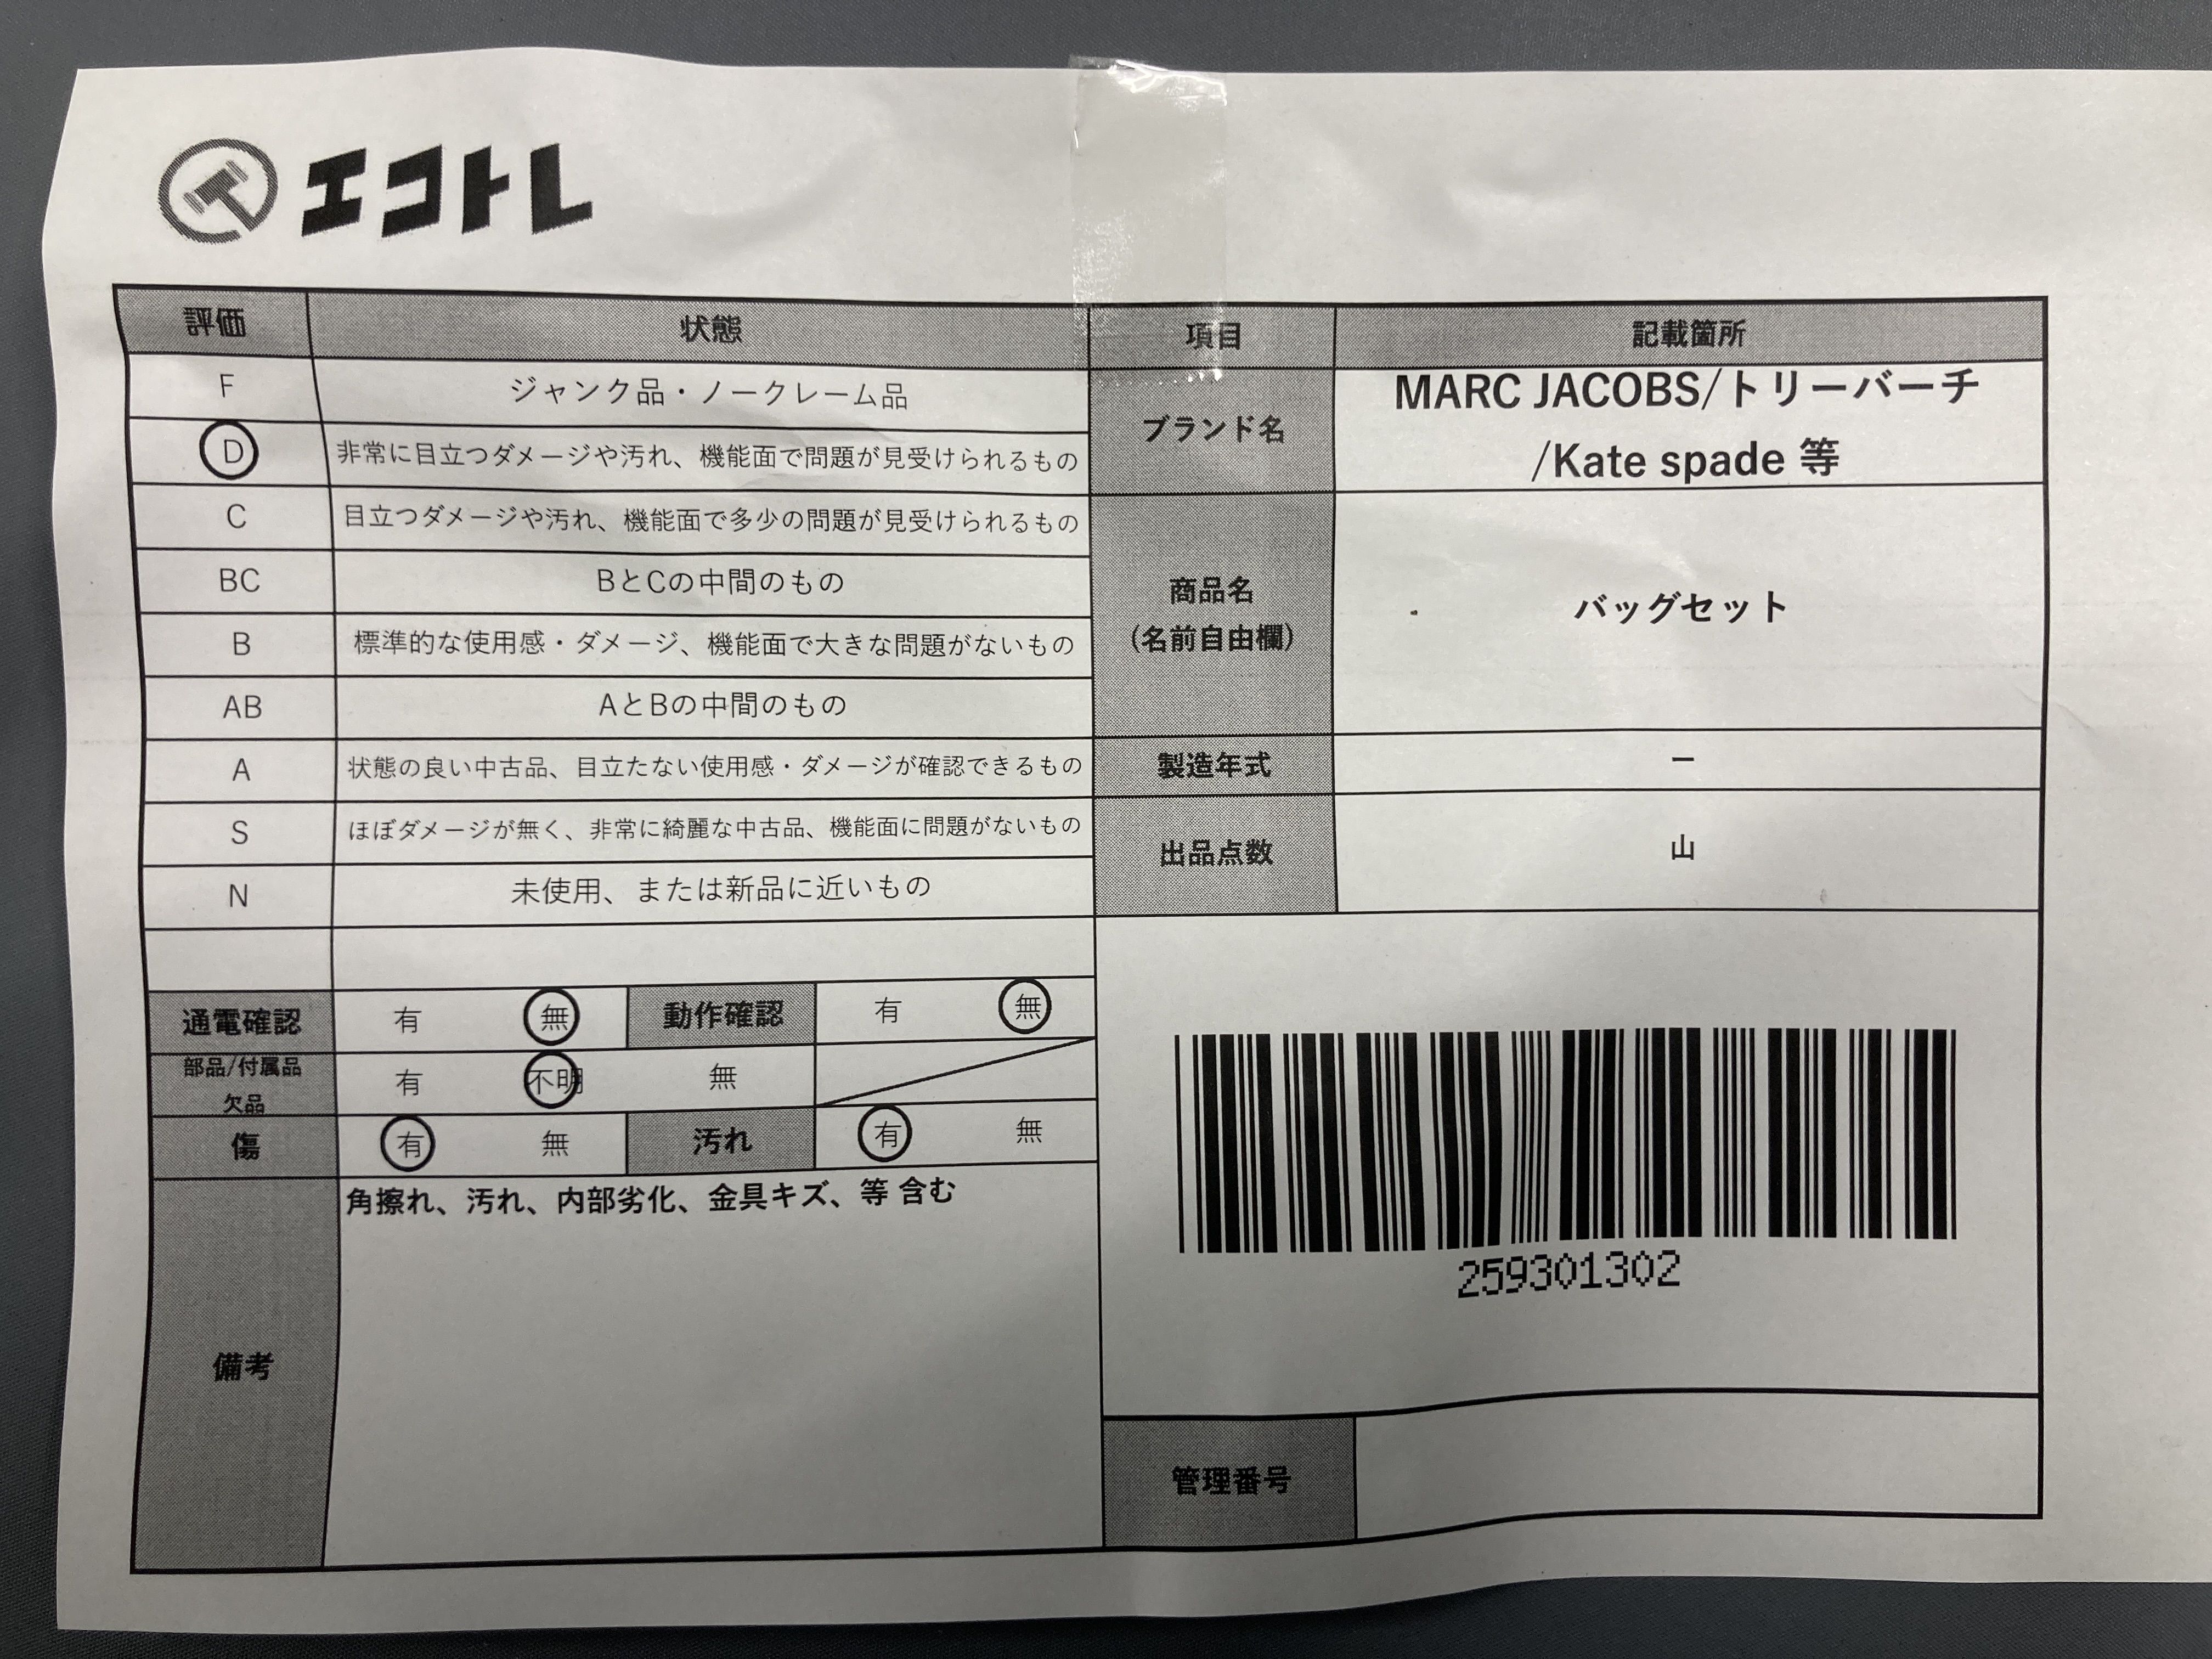 エコトレ
評価 状態 項目 記載箇所
F ジャンク品・ノークレーム品
D 非常に目立つダメージや汚れ、機能面で問題が見受けられるもの
C 目立つダメージや汚れ、機能面で多少の問題が見受けられるもの
BC BとCの中間のもの
B 標準的な使用感・ダメージ、機能面で大きな問題がないもの
AB AとBの中間のもの
A 状態の良い中古品、目立たない使用感・ダメージが確認できるもの
S ほぼダメージが無く、非常に綺麗な中古品、機能面に問題がないもの
N 未使用、または新品に近いもの
ブランド名
MARC JACOBS/トリーバーチ
/Kate spade 等
商品名
(名前自由欄)
バッグセット
製造年式 ー
出品点数 山
通電確認 有 無 動作確認 有 無
部品/付属品
欠品
有 不明 無
傷 有 無 汚れ 有 無
備考
角擦れ、汚れ、内部劣化、金具キズ、等 含む
259301302
管理番号